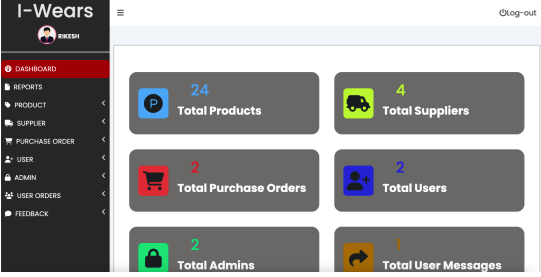 I-Wears
RIKESH
DASHBOARD
REPORTS
PRODUCT
SUPPLIER
PURCHASE ORDER
USER
ADMIN
USER ORDERS
FEEDBACK
Log-out
24
Total Products
4
Total Suppliers
2
Total Purchase Orders
2
Total Users
2
Total Admins
1
Total User Messages